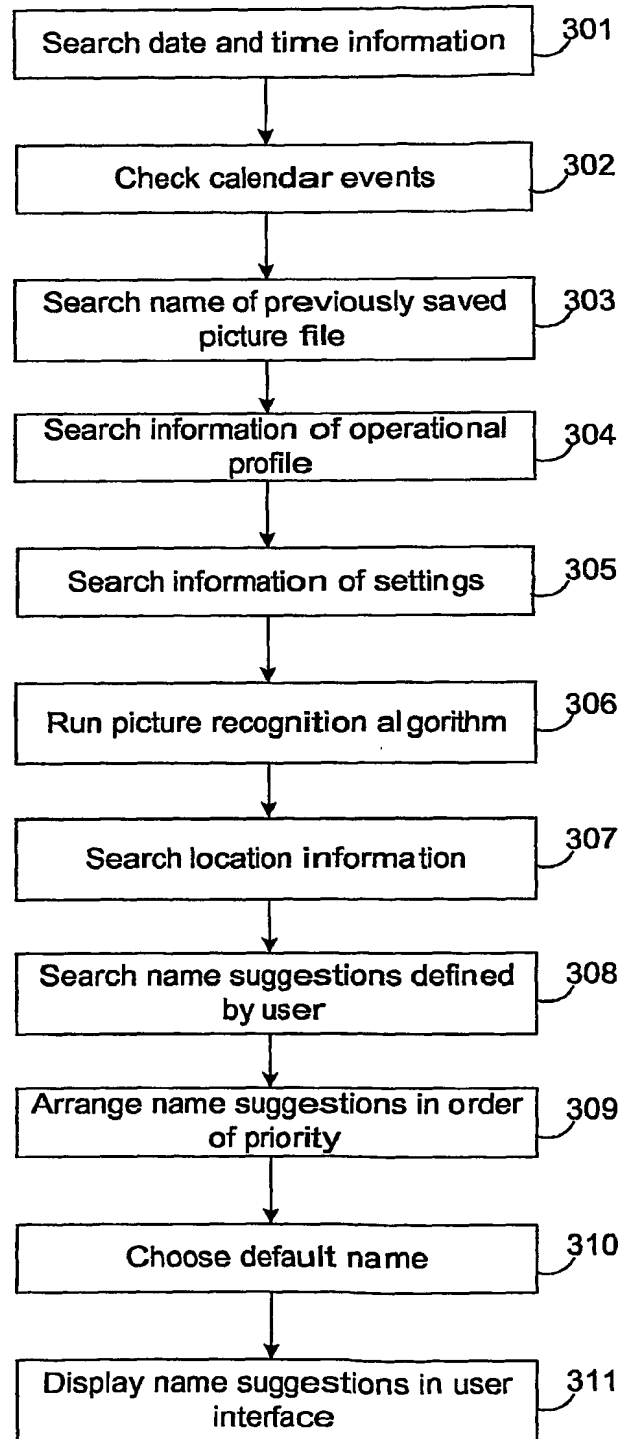 Search date and time information
301
Check calendar events
302
Search name of previously saved
picture file
303
Search information of operational
profile
304
Search information of settings
305
Run picture recognition algorithm
306
Search location information
307
Search name suggestions defined
by user
308
Arrange name suggestions in order
of priority
309
Choose default name
310
Display name suggestions in user
interface
311